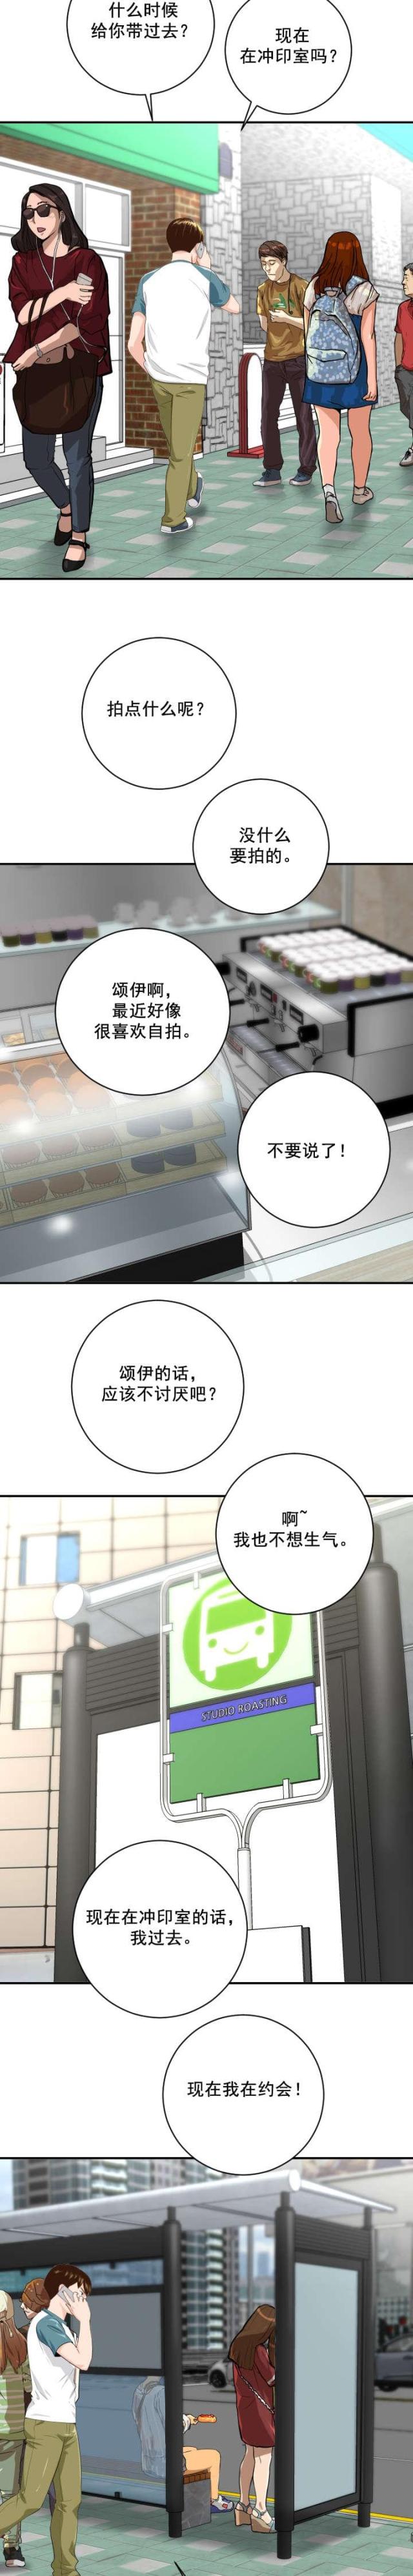 什么时候
给你带过去？
现在
在冲印室吗？
拍点什么呢？
没什么
要拍的。
颂伊啊，
最近好像
很喜欢自拍。
不要说了！
颂伊的话，
应该不讨厌吧？
啊~
我也不想生气。
STUDIO ROASTING
现在在冲印室的话，
我过去。
现在我在约会！